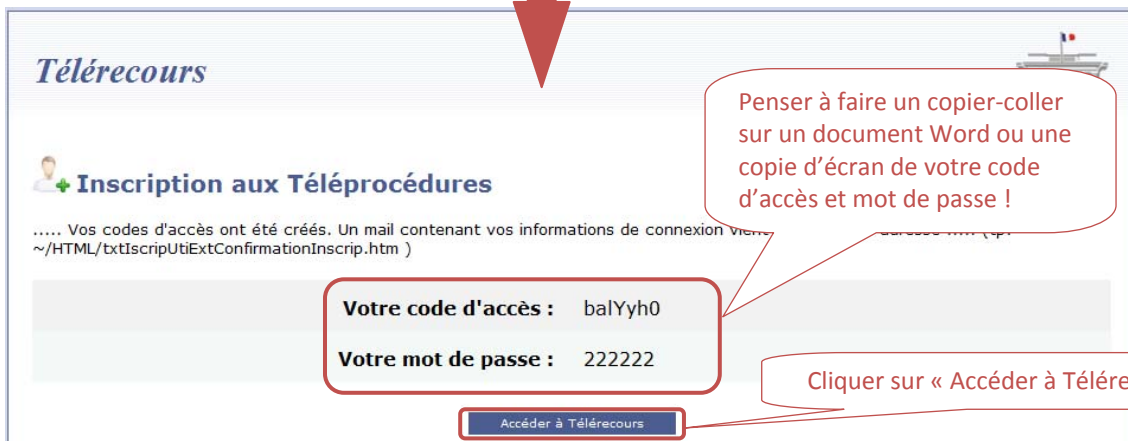 Télérecours
Penser à faire un copier-coller
sur un document Word ou une
copie d'écran de votre code
d'accès et mot de passe !
Inscription aux Téléprocédures
..... Vos codes d'accès ont été créés. Un mail contenant vos informations de connexion vient
~/HTML/txtIscripUtiExtConfirmationInscrip.htm )
Votre code d'accès : balYyh0
Votre mot de passe : 222222
Cliquer sur « Accéder à Télére
Accéder à Télérecours